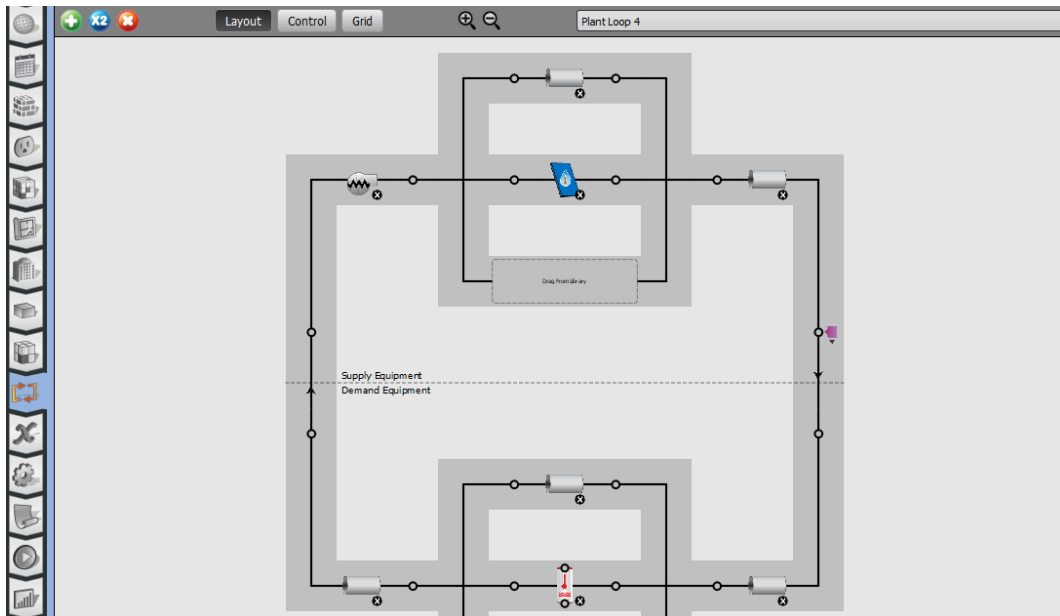 X2
Layout
Control
Grid
Plant Loop 4
Drag From Library
Supply Equipment
Demand Equipment